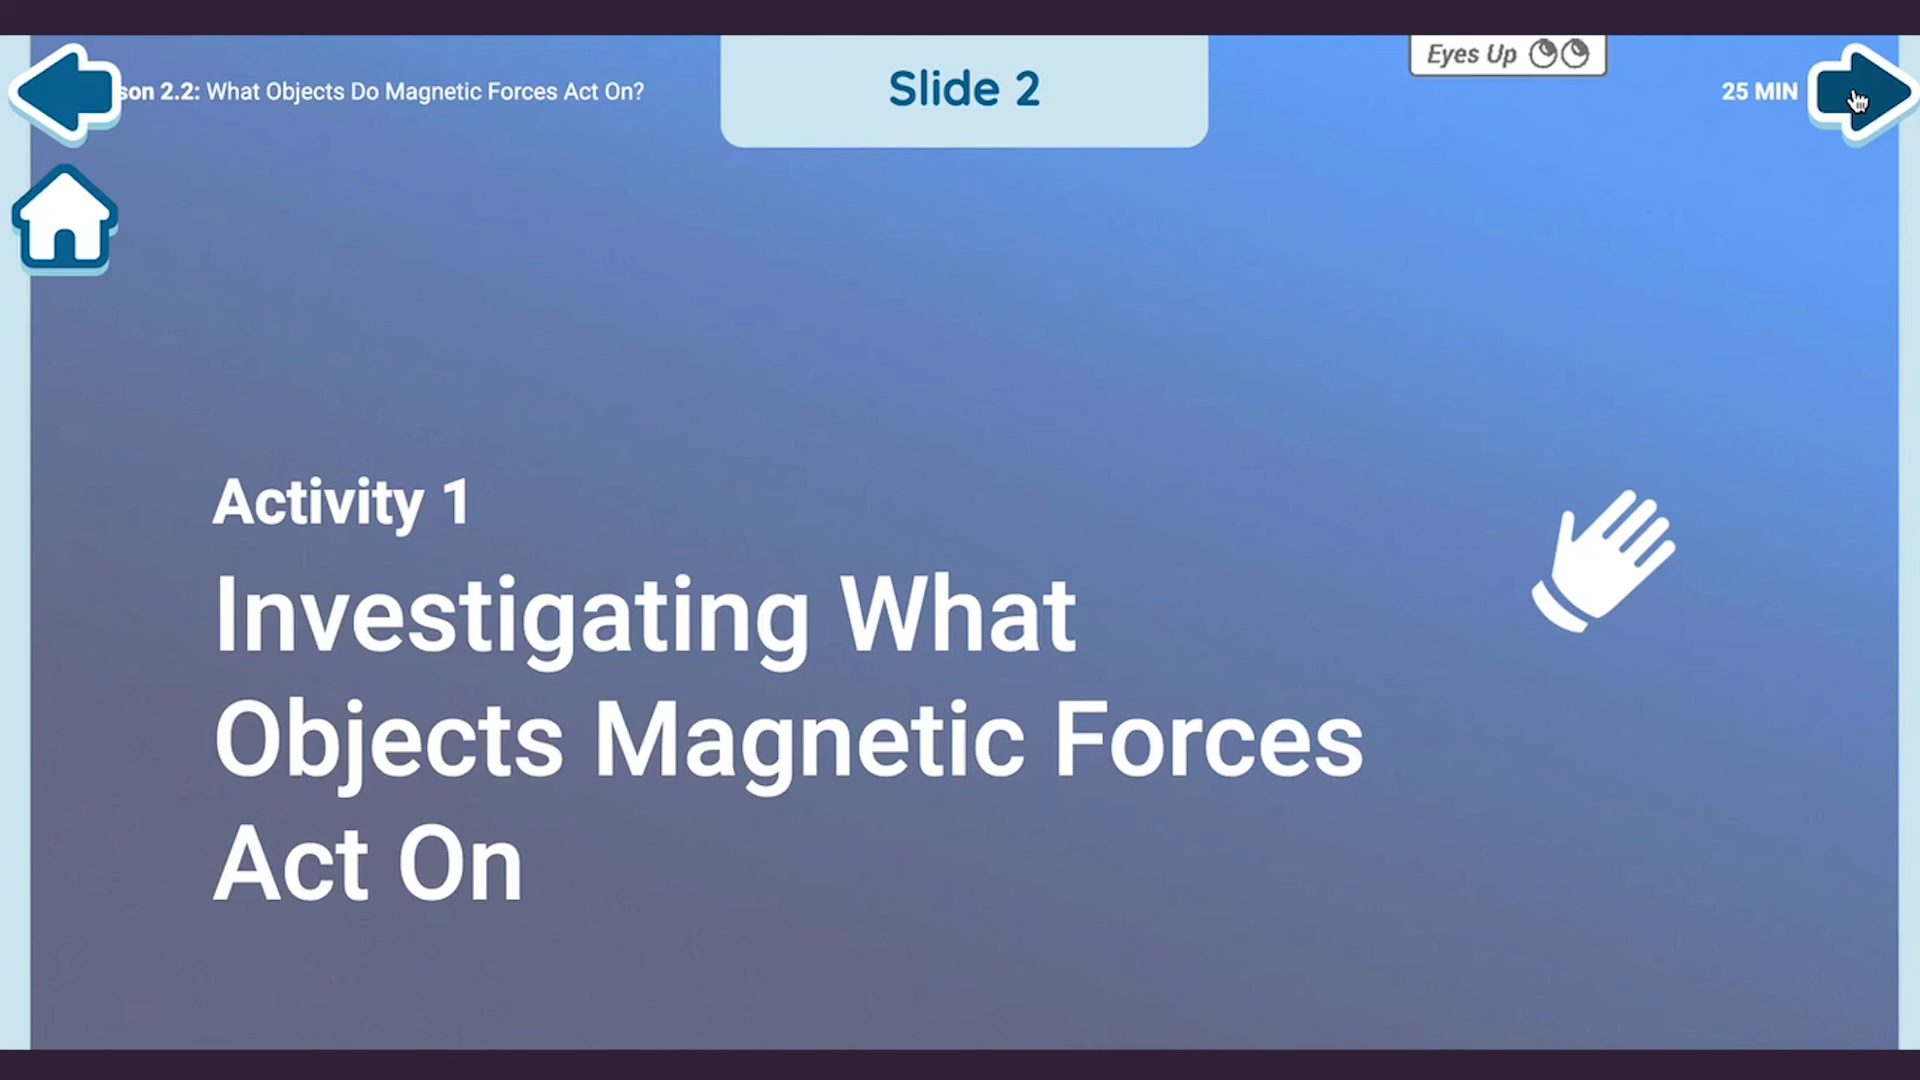 son 2.2: What Objects Do Magnetic Forces Act On?
Slide 2
Eyes Up
25 MIN
Activity 1
Investigating What
Objects Magnetic Forces
Act On